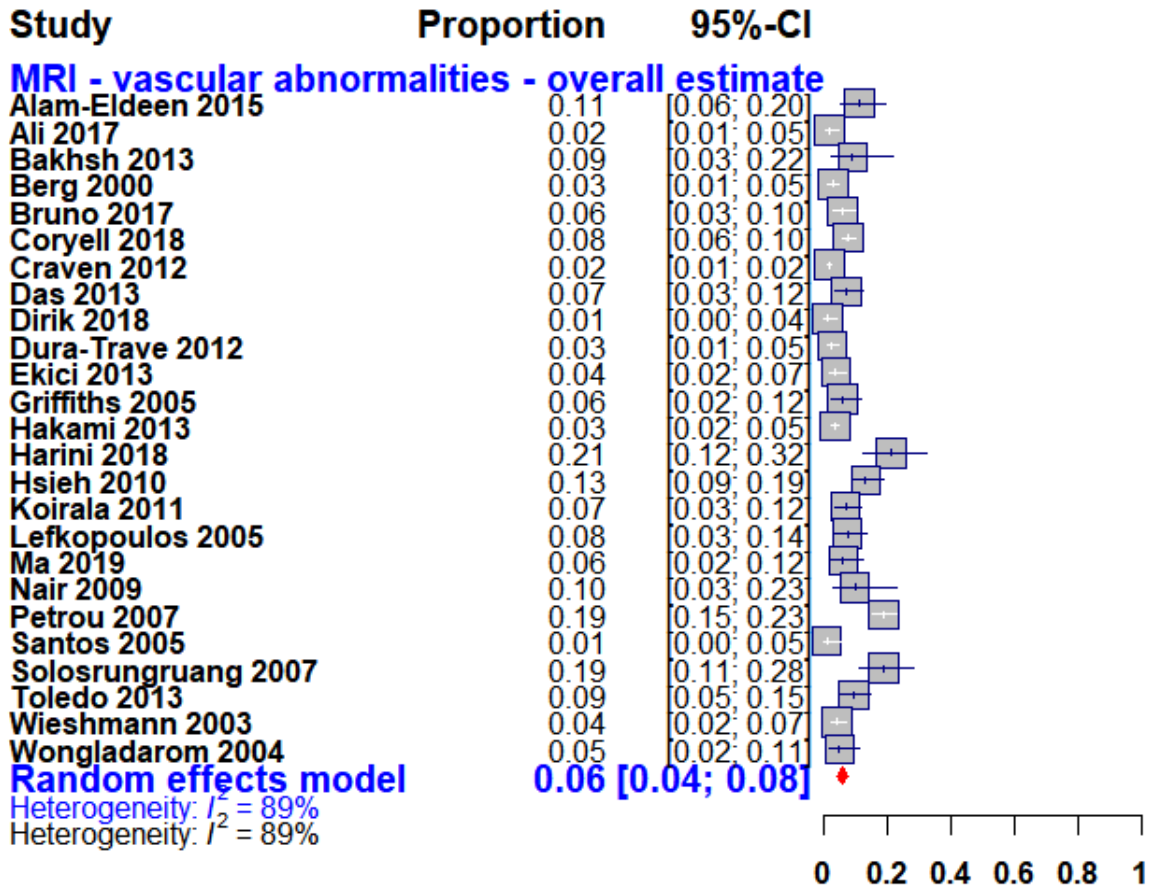 Study Proportion 95%-CI
MRI - vascular abnormalities - overall estimate
Alam-Eldeen 2015 0.11 [0.06; 0.20]
Ali 2017 0.02 [0.01; 0.05]
Bakhsh 2013 0.09 [0.03; 0.22]
Berg 2000 0.03 [0.01; 0.05]
Bruno 2017 0.06 [0.03; 0.10]
Coryell 2018 0.08 [0.06; 0.10]
Craven 2012 0.02 [0.01; 0.02]
Das 2013 0.07 [0.03; 0.12]
Dirik 2018 0.01 [0.00; 0.04]
Dura-Trave 2012 0.03 [0.01; 0.05]
Ekici 2013 0.04 [0.02; 0.07]
Griffiths 2005 0.06 [0.02; 0.12]
Hakami 2013 0.03 [0.02; 0.05]
Harini 2018 0.21 [0.12; 0.32]
Hsieh 2010 0.13 [0.09; 0.19]
Koirala 2011 0.07 [0.03; 0.12]
Lefkopoulos 2005 0.08 [0.03; 0.14]
Ma 2019 0.06 [0.02; 0.12]
Nair 2009 0.10 [0.03; 0.23]
Petrou 2007 0.19 [0.15; 0.23]
Santos 2005 0.01 [0.00; 0.05]
Solosrungruang 2007 0.19 [0.11; 0.28]
Toledo 2013 0.09 [0.05; 0.15]
Wieshmann 2003 0.04 [0.02; 0.07]
Wongladarom 2004 0.05 [0.02; 0.11]
Random effects model 0.06 [0.04; 0.08]
Heterogeneity: I² = 89%
Heterogeneity: I² = 89%
0 0.2 0.4 0.6 0.8 1